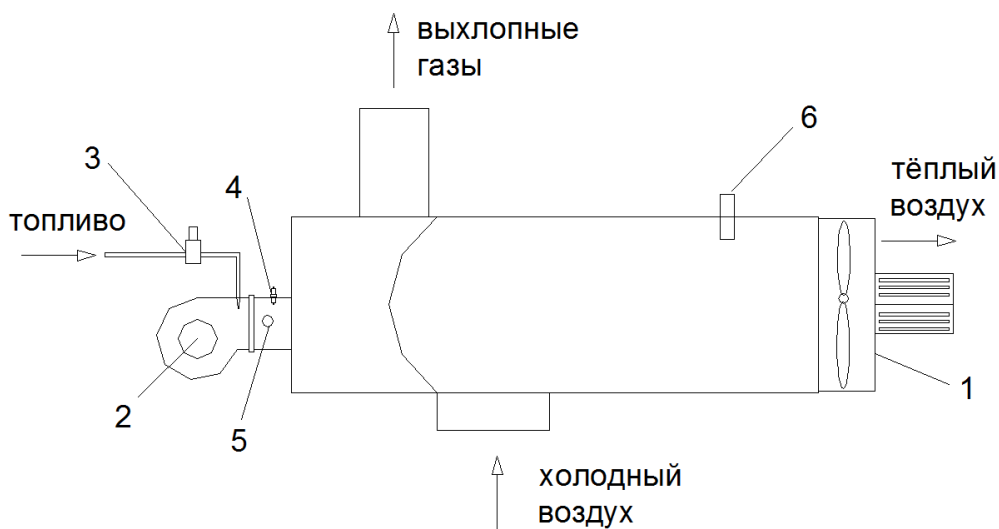 выхлопные
газы
6
3
4
тёплый
воздух
топливо
2
5
1
холодный
воздух